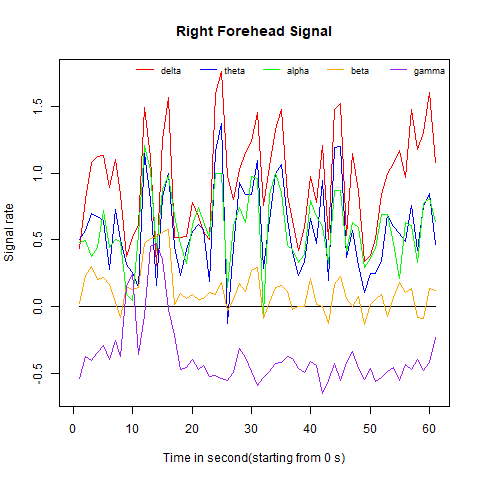 Right Forehead Signal
delta theta alpha beta gamma
Signal rate
1.5
1.0
0.5
0.0
-0.5
0 10 20 30 40 50 60
Time in second(starting from 0 s)